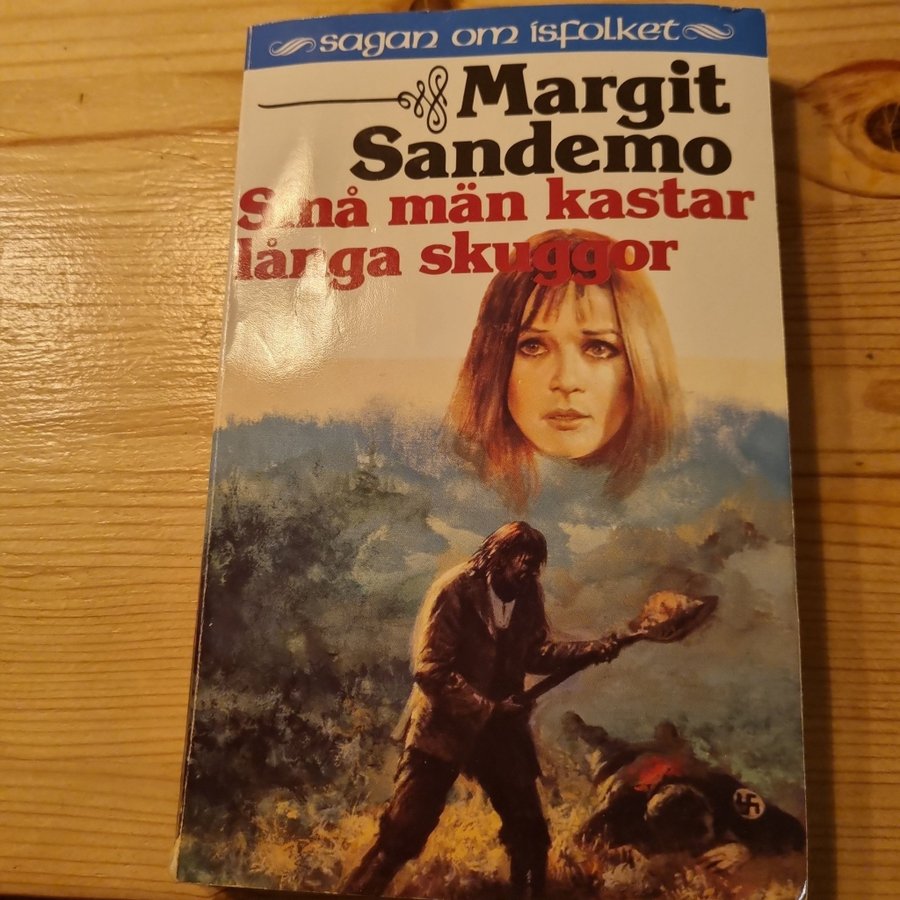 sagan om isfolket
Margit
Sandemo
Små män kastar
långa skuggor